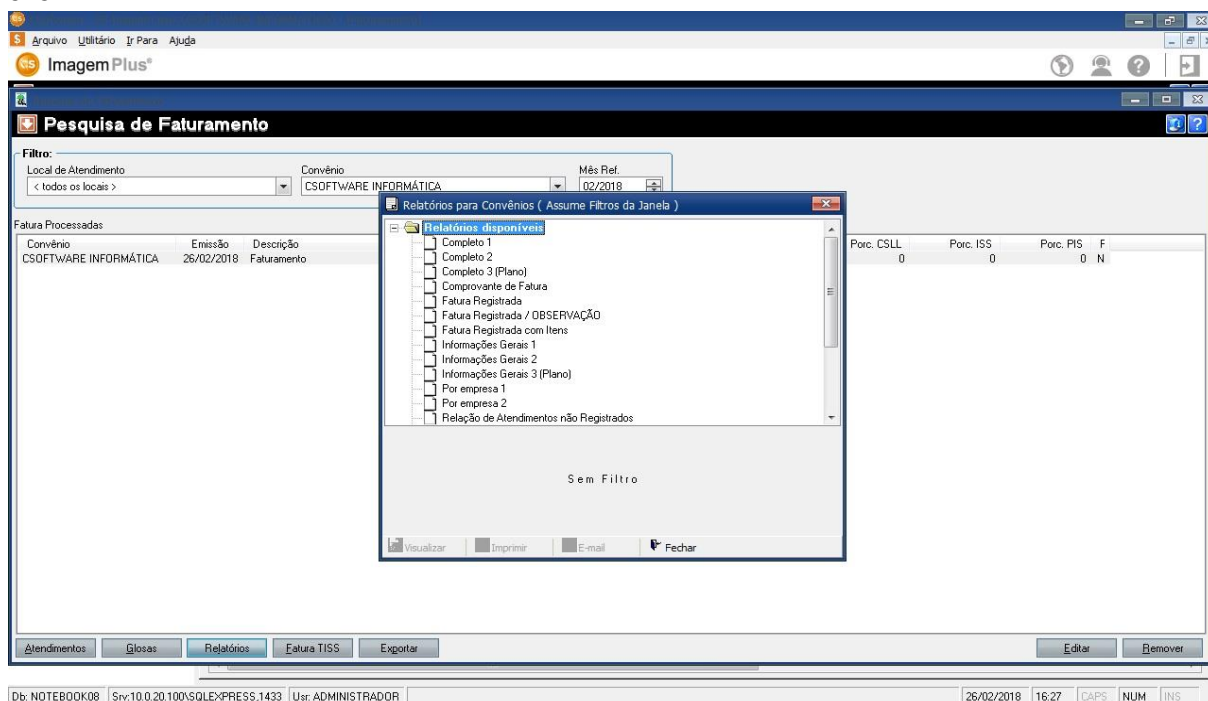 Arquivo Utilitário Ir Para Ajuda
CS ImagemPlus®
Pesquisa de Faturamento
Filtro:
Local de Atendimento Convênio Mês Ref.
< todos os locais > CSOFTWARE INFORMÁTICA 02/2018
Relatórios para Convênios ( Assume Filtros da Janela )
Fatura Processadas
Convênio Emissão Descrição Porc. CSLL Porc. ISS Porc. PIS F
CSOFTWARE INFORMÁTICA 26/02/2018 Faturamento 0 0 0 N
Relatórios disponíveis
Completo 1
Completo 2
Completo 3 (Plano)
Comprovante de Fatura
Fatura Registrada
Fatura Registrada / OBSERVAÇÃO
Fatura Registrada com Itens
Informações Gerais 1
Informações Gerais 2
Informações Gerais 3 (Plano)
Por empresa 1
Por empresa 2
Relação de Atendimentos não Registrados
Sem Filtro
Visualizar Imprimir E-mail Fechar
Atendimentos Glosas Relatórios Fatura TISS Exportar Editar Remover
Db: NOTEBOOK08 Srv:10.0.20.100\SQLEXPRESS.1433 Usr: ADMINISTRADOR 26/02/2018 16:27 CAPS NUM INS